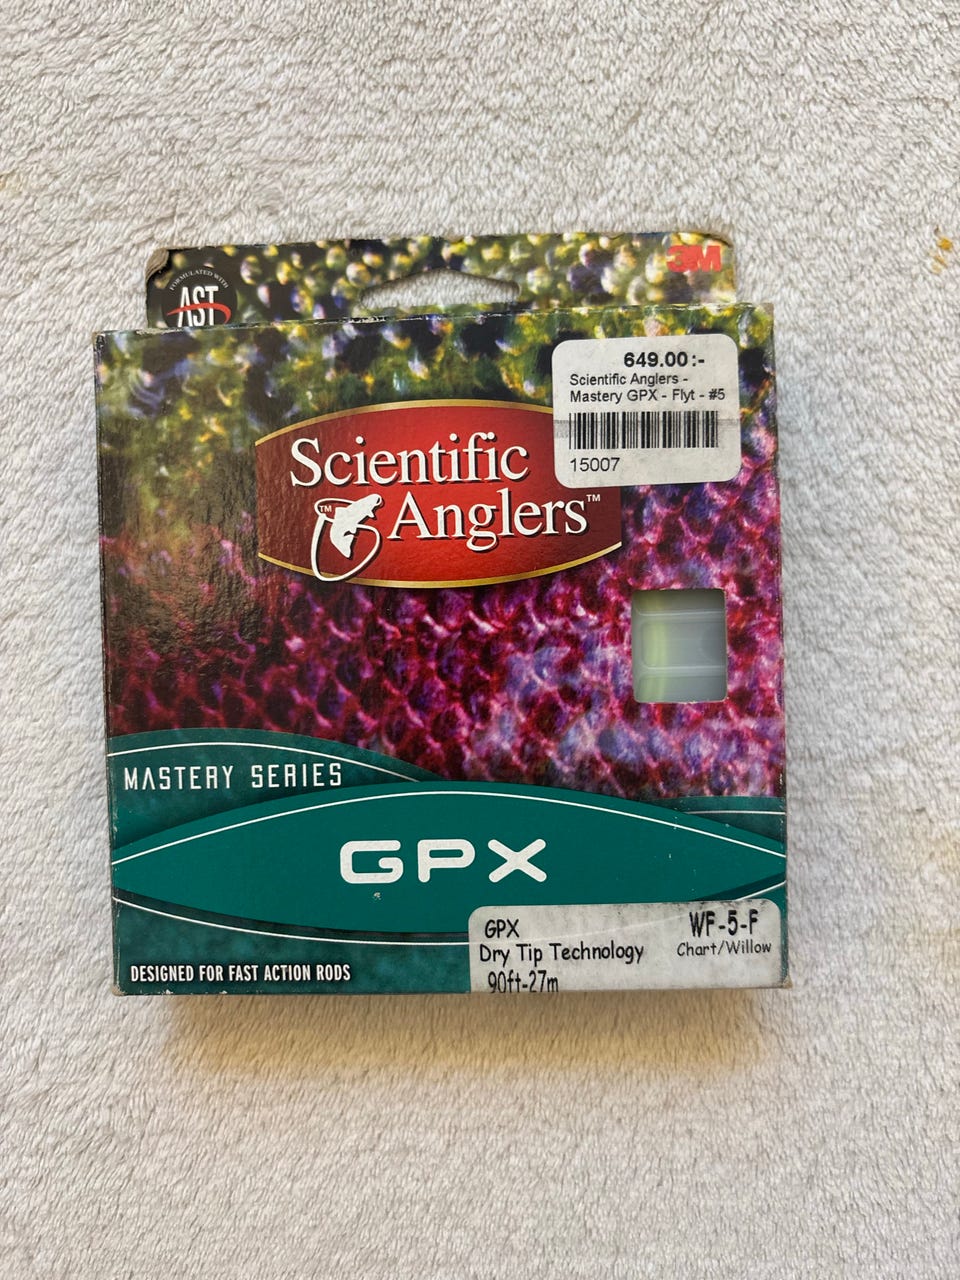 3M
FORMULATED WITH
AST
649.00:-
Scientific Anglers -
Mastery GPX - Flyt - #5
15007
Scientific
TM Anglers™
MASTERY SERIES
GPX
GPX WF-5-F
Dry Tip Technology Chart/Willow
90ft-27m
DESIGNED FOR FAST ACTION RODS